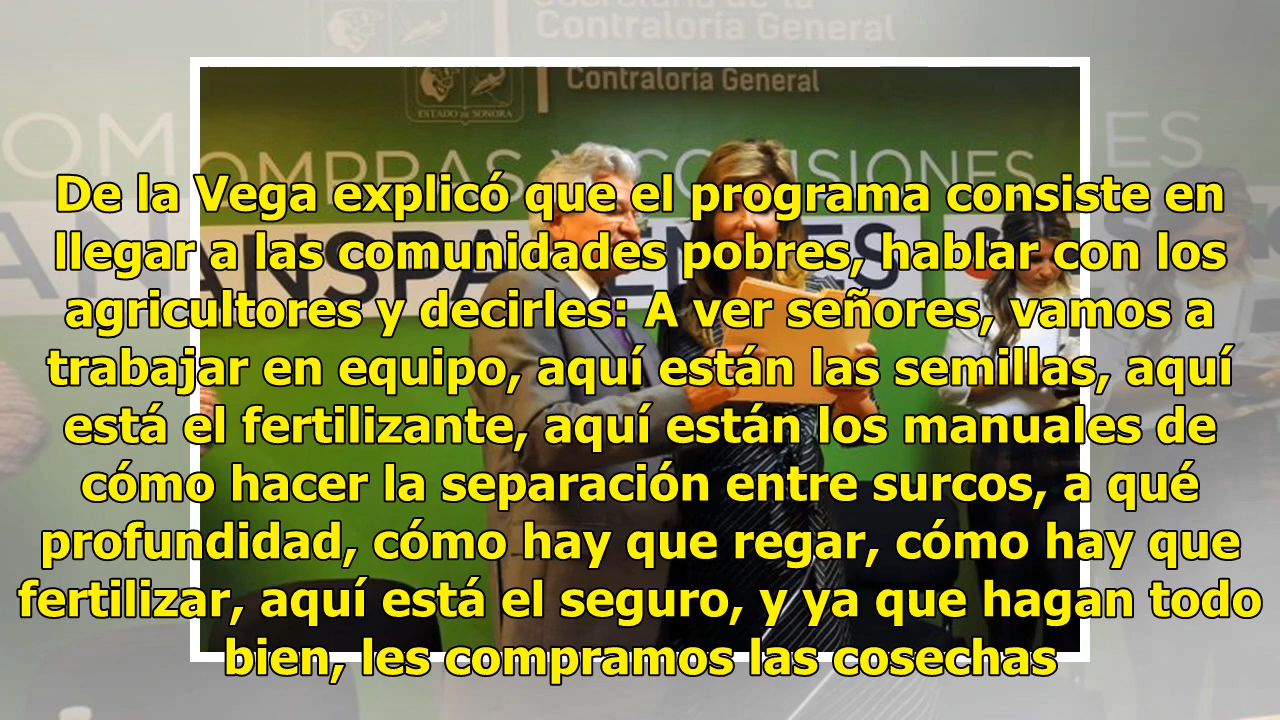 Secretaría de la
Contraloría General
Contraloría General
ESTADO DE SONORA
De la Vega explicó que el programa consiste en
llegar a las comunidades pobres, hablar con los
agricultores y decirles: A ver señores, vamos a
trabajar en equipo, aquí están las semillas, aquí
está el fertilizante, aquí están los manuales de
cómo hacer la separación entre surcos, a qué
profundidad, cómo hay que regar, cómo hay que
fertilizar, aquí está el seguro, y ya que hagan todo
bien, les compramos las cosechas